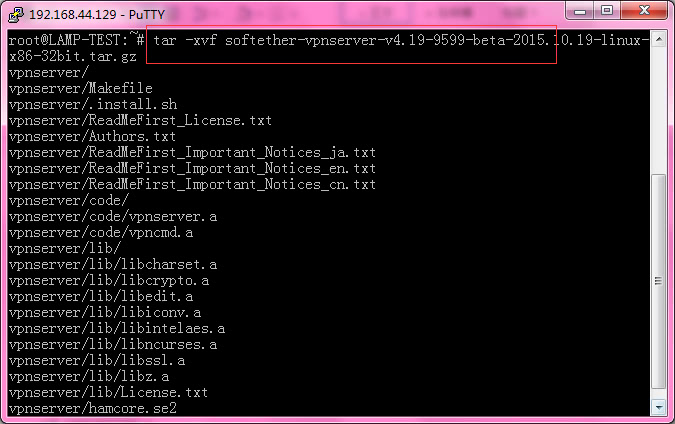 192.168.44.129 - PuTTY
root@LAMP-TEST:~# tar -xvf softether-vpnserver-v4.19-9599-beta-2015.10.19-linux-
x86-32bit.tar.gz
vpnserver/
vpnserver/Makefile
vpnserver/.install.sh
vpnserver/ReadMeFirst_License.txt
vpnserver/Authors.txt
vpnserver/ReadMeFirst_Important_Notices_ja.txt
vpnserver/ReadMeFirst_Important_Notices_en.txt
vpnserver/ReadMeFirst_Important_Notices_cn.txt
vpnserver/code/
vpnserver/code/vpnserver.a
vpnserver/code/vpncmd.a
vpnserver/lib/
vpnserver/lib/libcharset.a
vpnserver/lib/libcrypto.a
vpnserver/lib/libedit.a
vpnserver/lib/libiconv.a
vpnserver/lib/libintelaes.a
vpnserver/lib/libncurses.a
vpnserver/lib/libssl.a
vpnserver/lib/libz.a
vpnserver/lib/License.txt
vpnserver/hamcore.se2